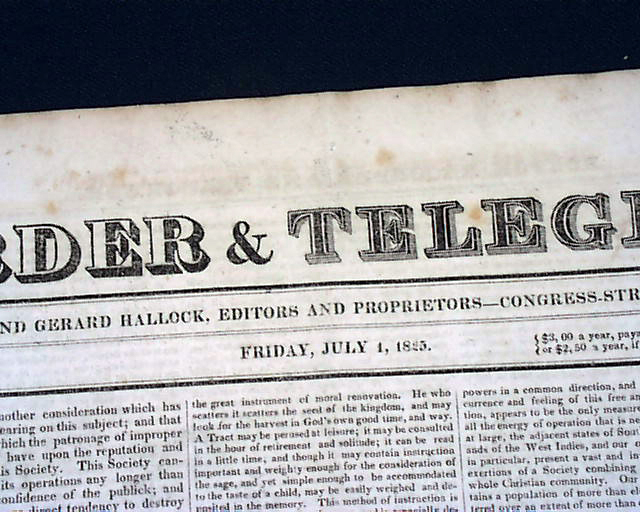 RDER & TELEG
ND GERARD HALLOCK, EDITORS AND PROPRIETORS—CONGRESS-STR
FRIDAY, JULY 1, 1825.
$3, 00 a year, pay
or $2, 50 a year, if
nother consideration which has
earing on this subject; and that
which the patronage of improper
have upon the reputation and
is Society. This Society can-
its operations any longer than
onfidence of the publick; and
direct tendency to destroy
the great instrument of moral renovation. He who
scatters it scatters the seed of the kingdom, and may
look for the harvest in God's own good time, and way.
A Tract may be perused at leisure; it may be consulted
in the hour of retirement and solitude; it can be read
in a little time, and though it may contain instruction
important and weighty enough for the consideration of
the sage, and yet simple enough to be accommodated
to the taste of a child, may be easily weighed and de-
posited in the memory. This method of instruction is
powers in a common direction, and
currence and feeling of this free an
tion, appears to be the only measu
all the energy of operation that is ne
at large, the adjacent states of Sou
ands of the West Indies, and our
in particular, present a vast and i
exertion of a Society combining
whole Christian community. Our
tains a population of more than
tered over an extent of more than